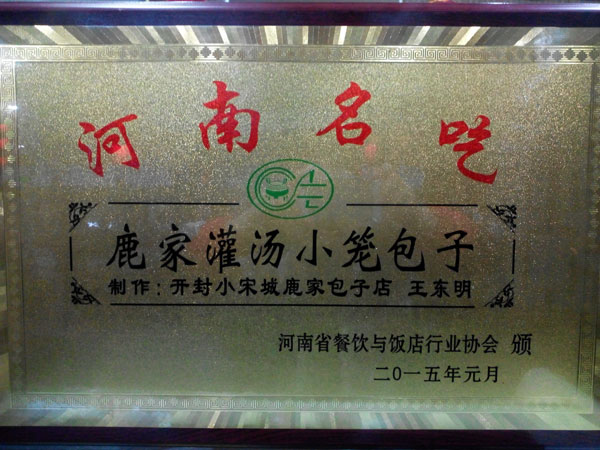 河南名吃
鹿家灌汤小笼包子
制作：开封小宋城鹿家包子店 王东明
河南省餐饮与饭店行业协会 颁
二〇一五年元月